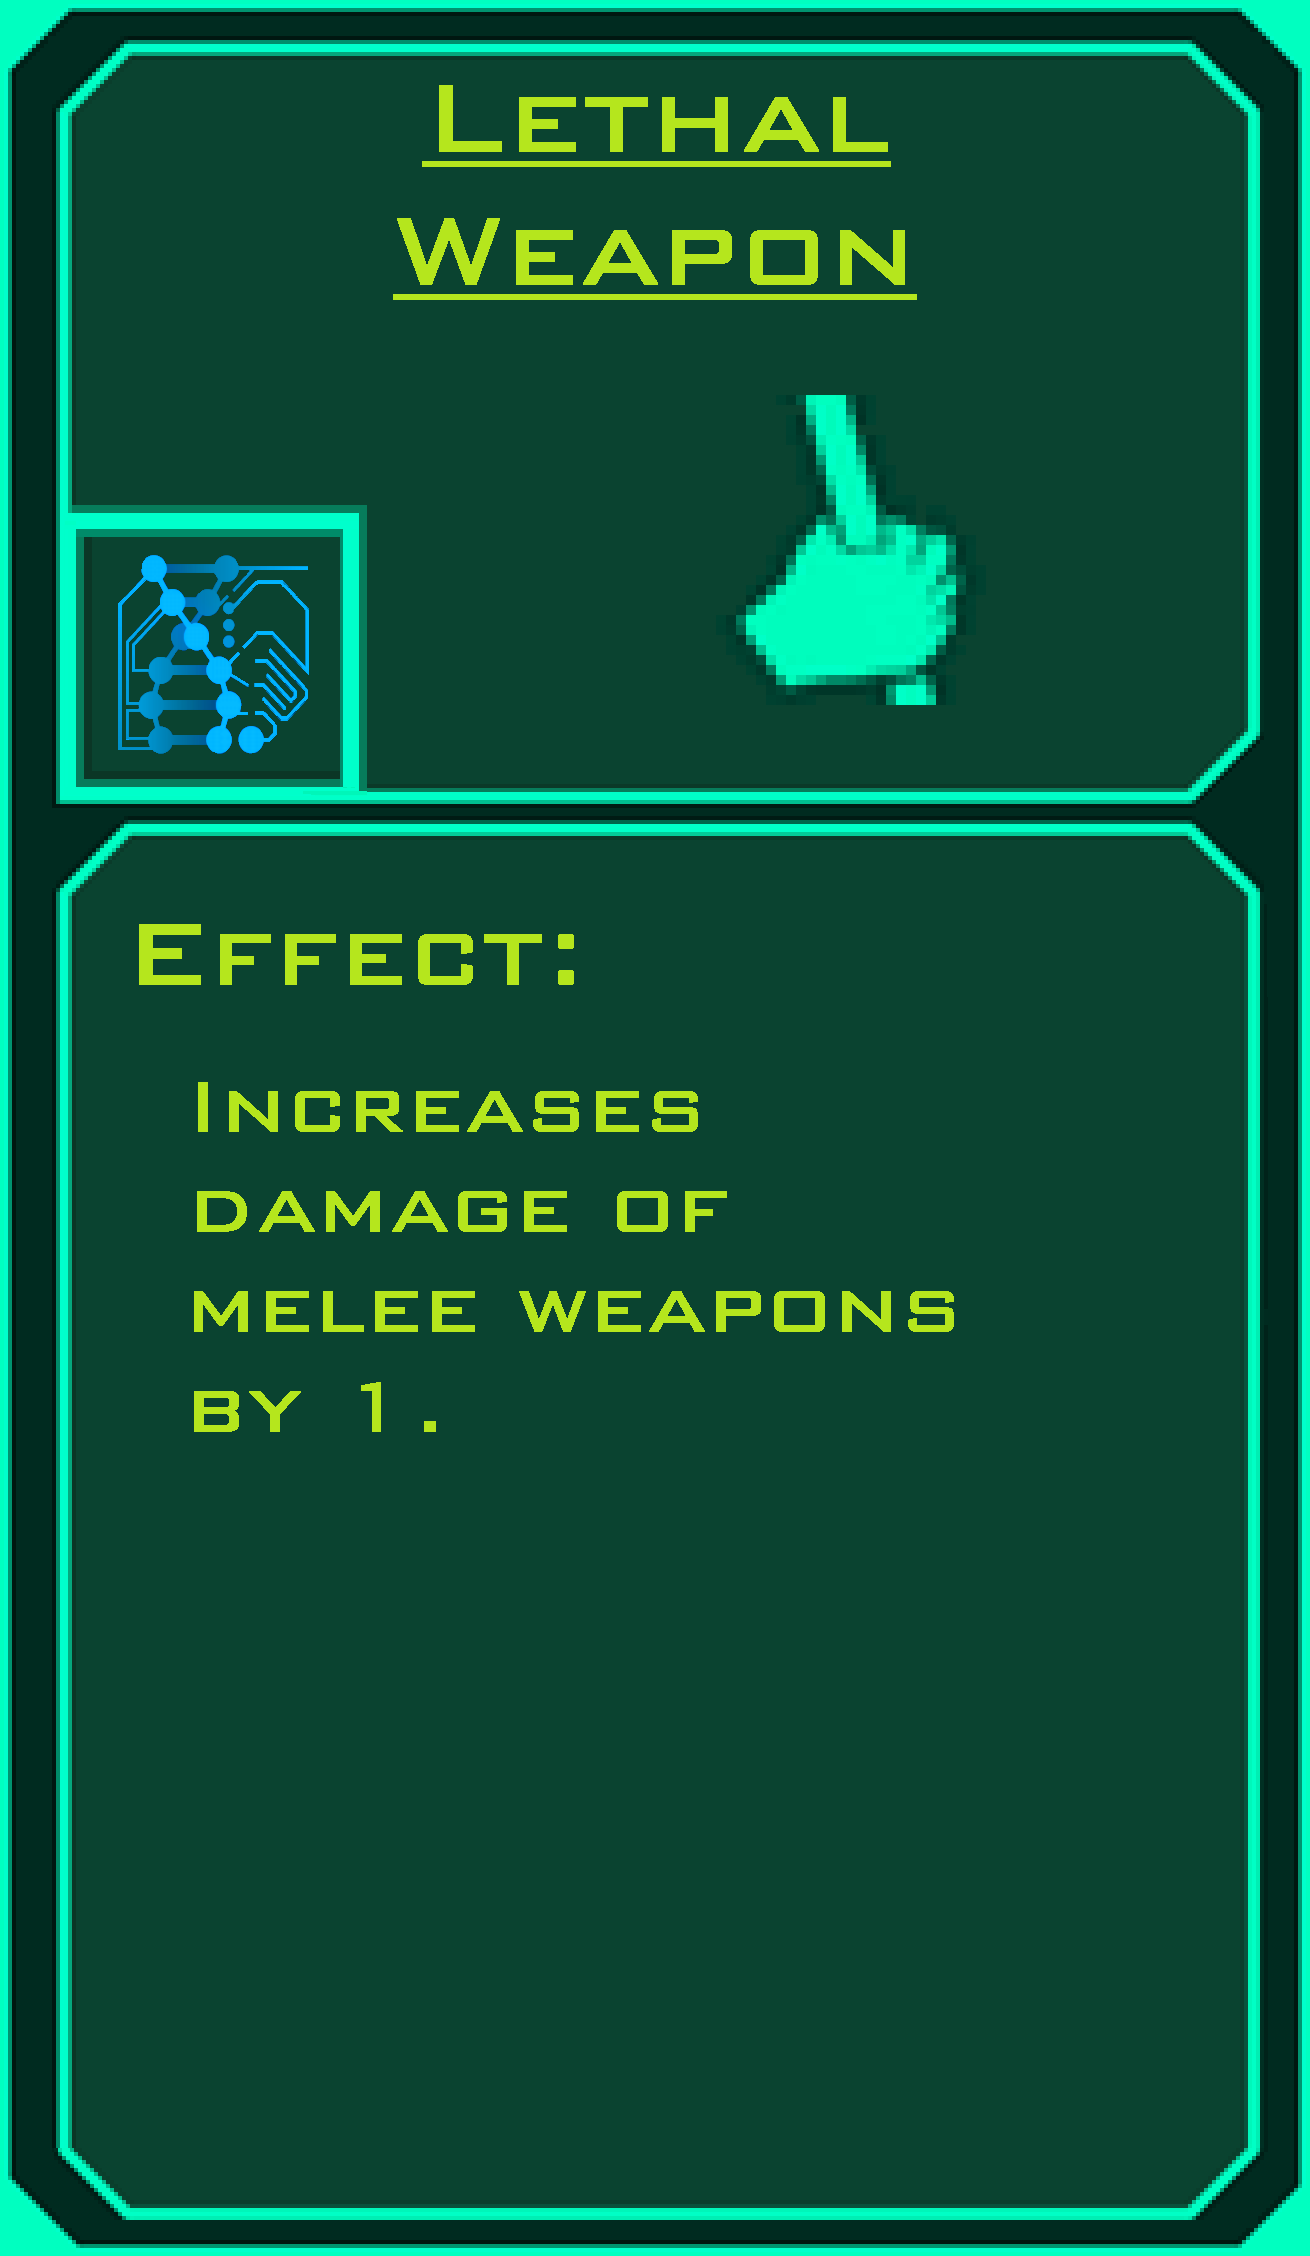 Lethal
Weapon
Effect:
Increases
damage of
melee weapons
by 1.